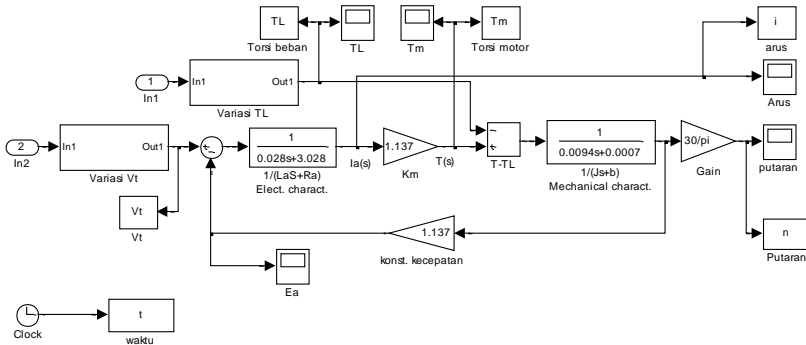 TL
Torsi beban
TL
Tm
Tm
Torsi motor
i
arus
1
In1
In1
Out1
Variasi TL
Arus
2
In2
In1
Out1
Variasi Vt
+
-
1
0.028s+3.028
1/(LaS+Ra)
Elect. charact.
Ia(s)
1.137
Km
T(s)
-
+
T-TL
1
0.0094s+0.0007
1/(Js+b)
Mechanical charact.
30/pi
Gain
putaran
Vt
Vt
1.137
konst. kecepatan
n
Putaran
Ea
Clock
t
waktu